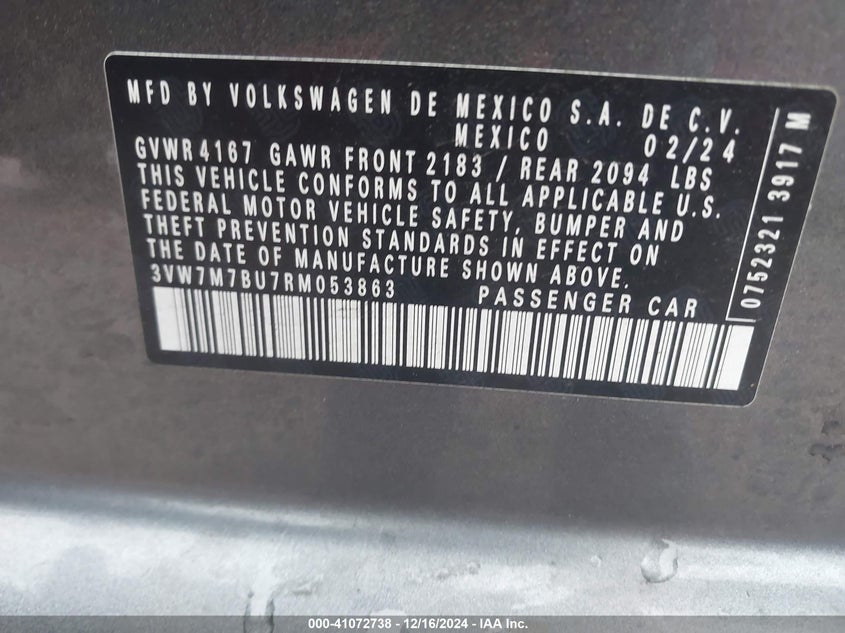 MFD BY VOLKSWAGEN DE MEXICO S.A. DE C.V.
MEXICO 02/24
GVWR 4167 GAWR FRONT 2183 / REAR 2094 LBS
THIS VEHICLE CONFORMS TO ALL APPLICABLE U.S.
FEDERAL MOTOR VEHICLE SAFETY, BUMPER AND
THEFT PREVENTION STANDARDS IN EFFECT ON
THE DATE OF MANUFACTURE SHOWN ABOVE.
3VW7M7BU7RM053863 PASSENGER CAR
0752321 3917 M
000-41072738 - 12/16/2024 - IAA Inc.